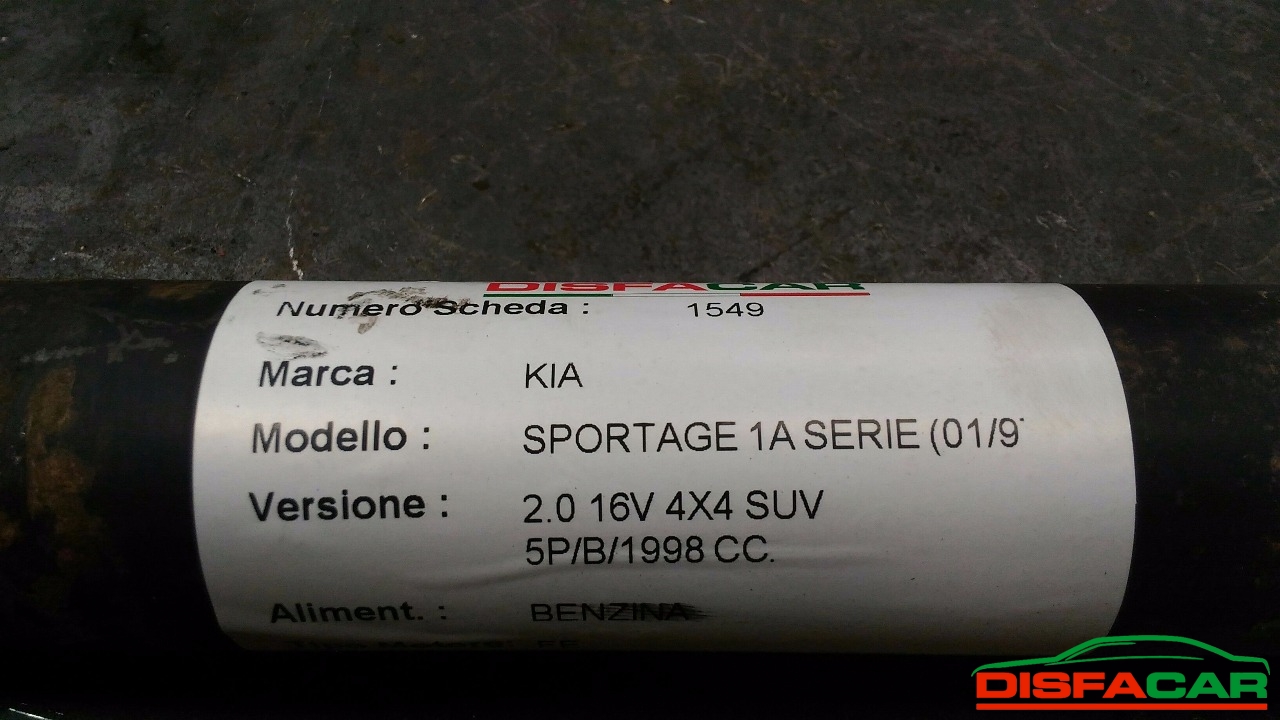 DISFACAR
Numero Scheda : 1549
Marca : KIA
Modello : SPORTAGE 1A SERIE (01/9
Versione : 2.0 16V 4X4 SUV
5P/B/1998 CC.
Aliment. : BENZINA
DISFACAR